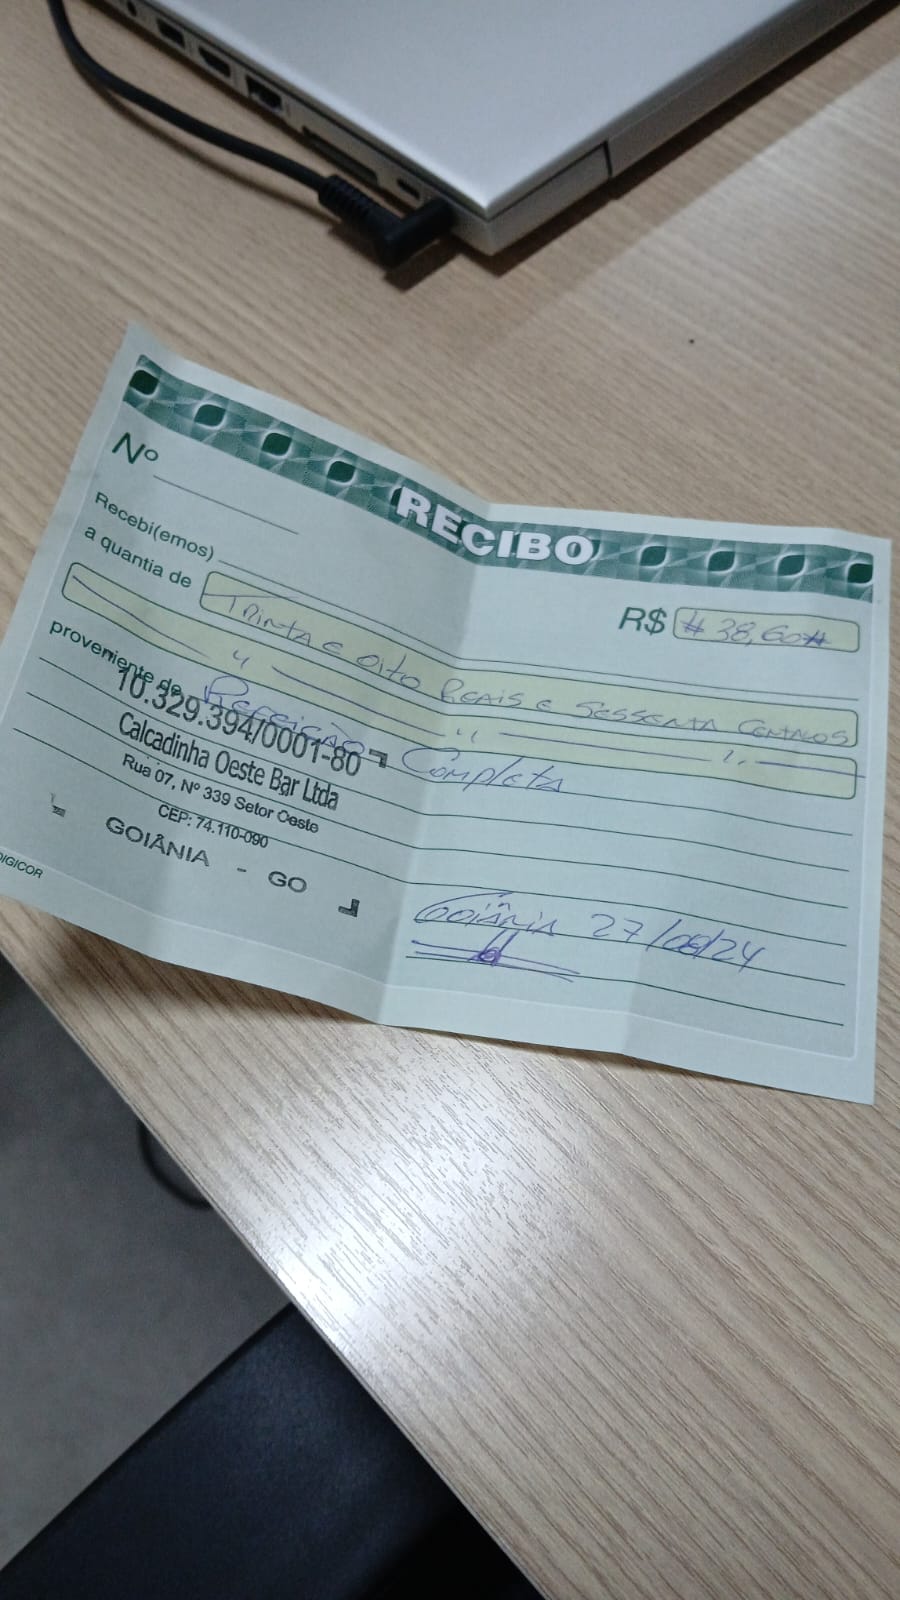 RECIBO
Nº
R$ # 38,60 #
Recebi(emos)
a quantia de Trinta e oito Reais e Sessenta Centavos
proveniente de Refeição Completa
10.329.394/0001-80
Calcadinha Oeste Bar Ltda
Rua 07, Nº 339 Setor Oeste
CEP: 74.110-090
GOIÂNIA - GO
Goiânia 27/08/24
DIGICOR